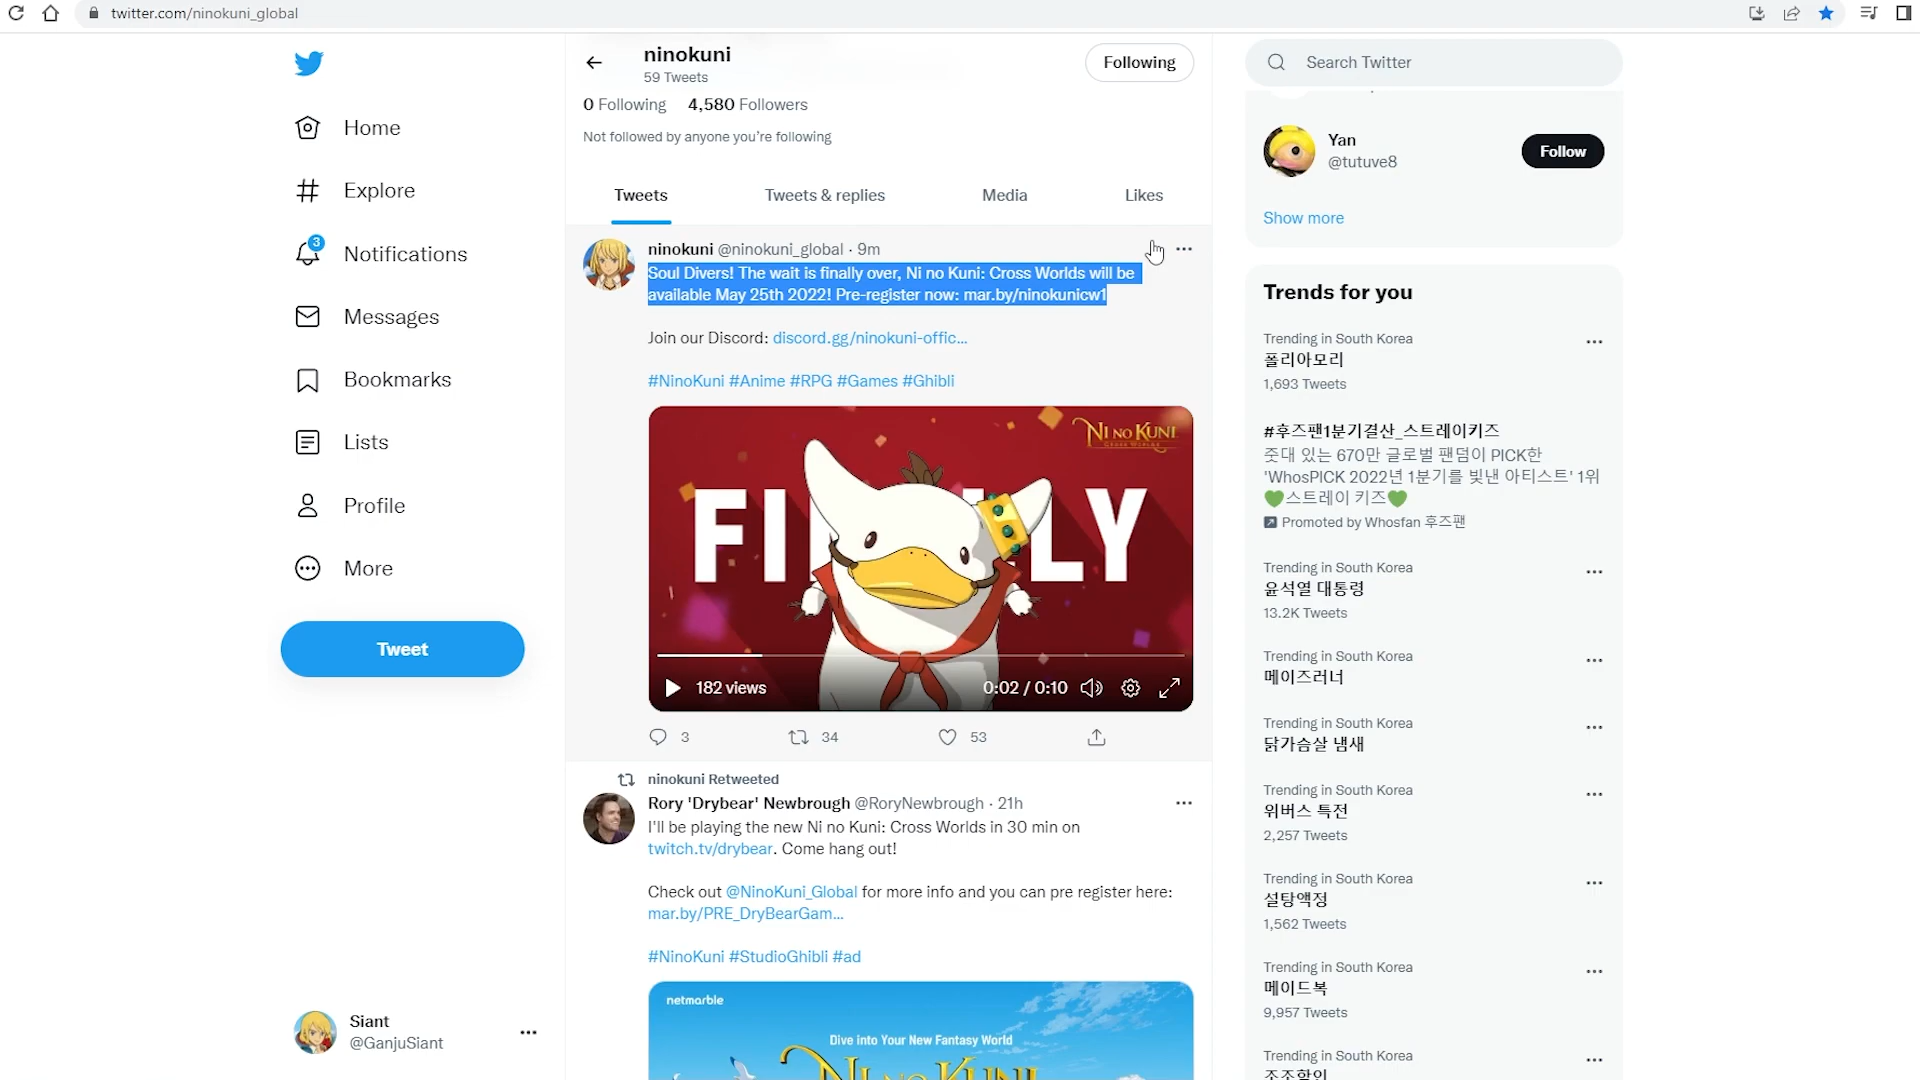 twitter.com/ninokuni_global
Home
Explore
3
Notifications
Messages
Bookmarks
Lists
Profile
More
Tweet
Siant
@GanjuSiant
ninokuni
59 Tweets
Following
0 Following 4,580 Followers
Not followed by anyone you’re following
Tweets Tweets & replies Media Likes
ninokuni @ninokuni_global · 9m
Soul Divers! The wait is finally over, Ni no Kuni: Cross Worlds will be
available May 25th 2022! Pre-register now: mar.by/ninokunicw1
Join our Discord: discord.gg/ninokuni-offic...
#NinoKuni #Anime #RPG #Games #Ghibli
NI NO KUNI
CROSS WORLDS
FI LY
182 views 0:02 / 0:10
3 34 53
ninokuni Retweeted
Rory 'Drybear' Newbrough @RoryNewbrough · 21h
I'll be playing the new Ni no Kuni: Cross Worlds in 30 min on
twitch.tv/drybear. Come hang out!
Check out @NinoKuni_Global for more info and you can pre register here:
mar.by/PRE_DryBearGam...
#NinoKuni #StudioGhibli #ad
netmarble
Dive into Your New Fantasy World
NI NO KUNI
Search Twitter
Yan
@tutuve8
Follow
Show more
Trends for you
Trending in South Korea
폴리아모리
1,693 Tweets
#후즈팬1분기결산_스트레이키즈
줏대 있는 670만 글로벌 팬덤이 PICK한
'WhosPICK 2022년 1분기를 빛낸 아티스트' 1위
💚스트레이 키즈💚
Promoted by Whosfan 후즈팬
Trending in South Korea
윤석열 대통령
13.2K Tweets
Trending in South Korea
메이즈러너
Trending in South Korea
닭가슴살 냄새
Trending in South Korea
위버스 특전
2,257 Tweets
Trending in South Korea
설탕액정
1,562 Tweets
Trending in South Korea
메이드복
9,957 Tweets
Trending in South Korea
조조할인